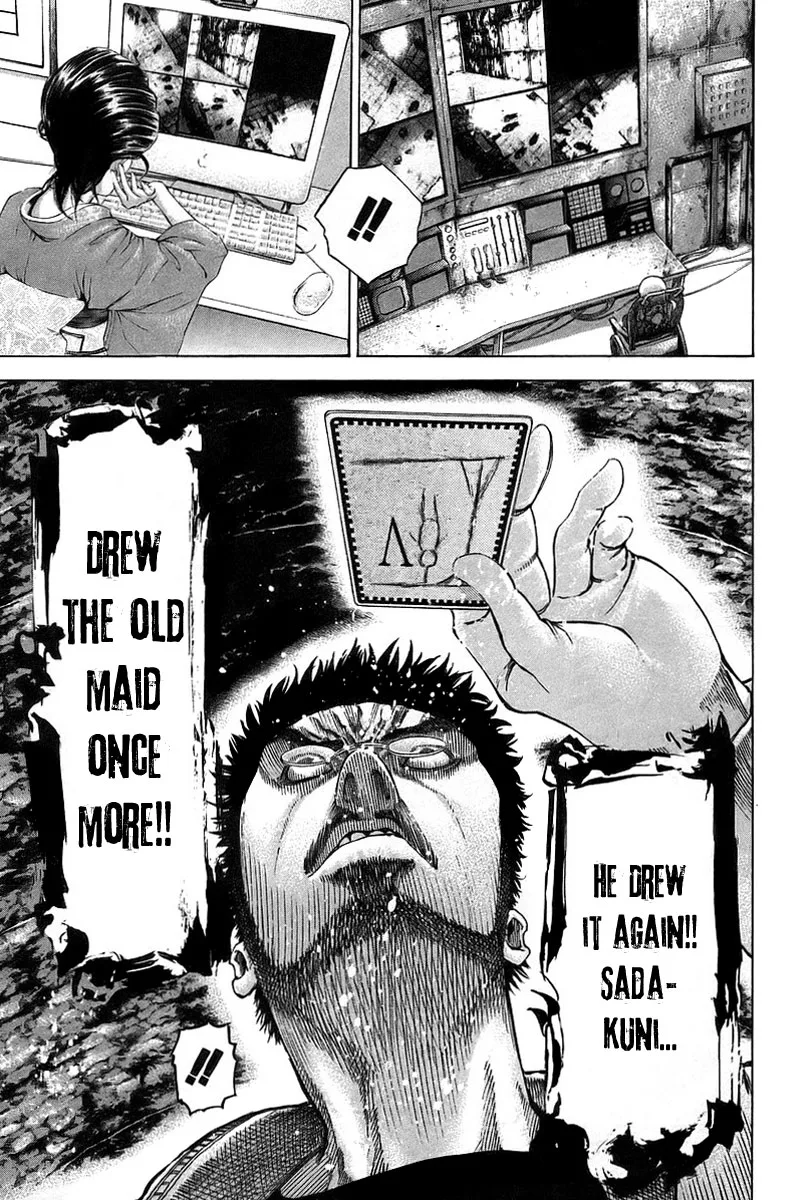 !!
HE DREW
IT AGAIN!!
SADA-
KUNI...
DREW
THE OLD
MAID
ONCE
MORE!!
!!